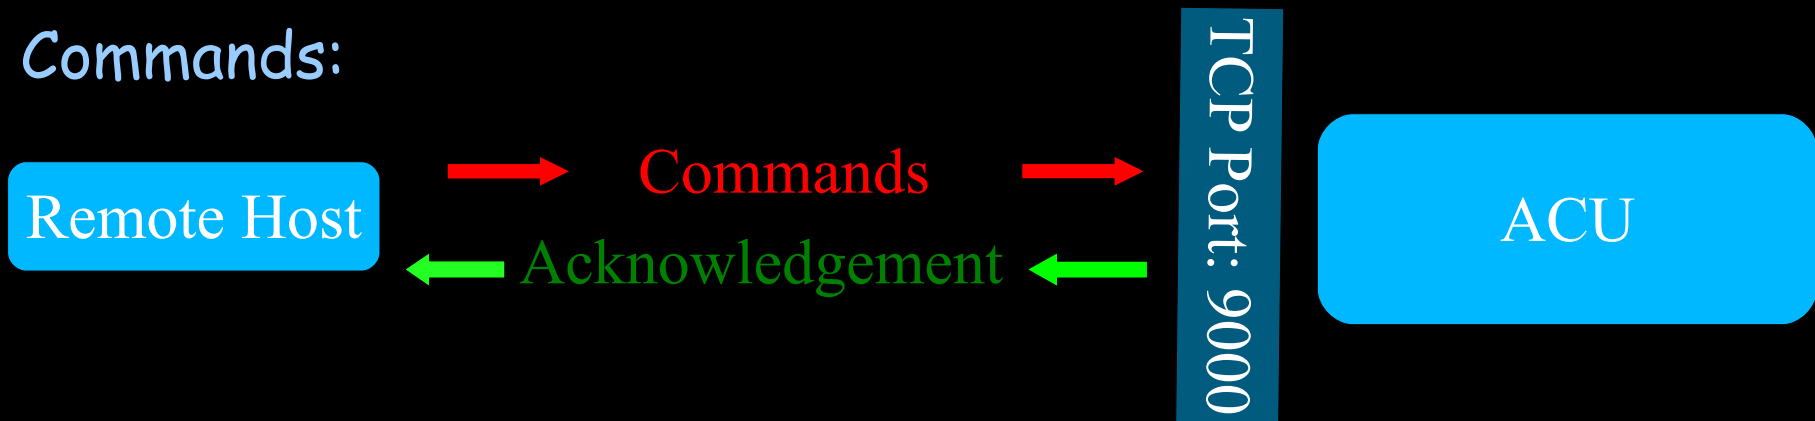 Commands:
Remote Host
Commands
Acknowledgement
TCP Port: 9000
ACU